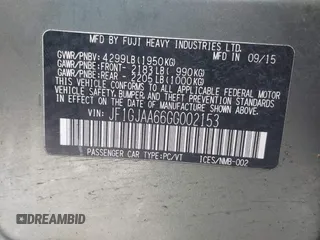 MFD BY FUJI HEAVY INDUSTRIES LTD.
GVWR/PNBV: 4299LB(1950KG) 09/15
GAWR/PNBE:FRONT- 2183LB( 990KG)
GAWR/PNBE:REAR - 2205LB(1000KG)
THIS VEHICLE CONFORMS TO ALL APPLICABLE FEDERAL
MOTOR VEHICLE SAFETY, BUMPER, AND THEFT PREVENTION
STANDARDS IN EFFECT ON THE DATE OF MANUFACTURE
SHOWN ABOVE.
VIN: JF1GJAA66GG002153
PASSENGER CAR TYPE:PC/VT ICES/NMB-002
DREAMBID